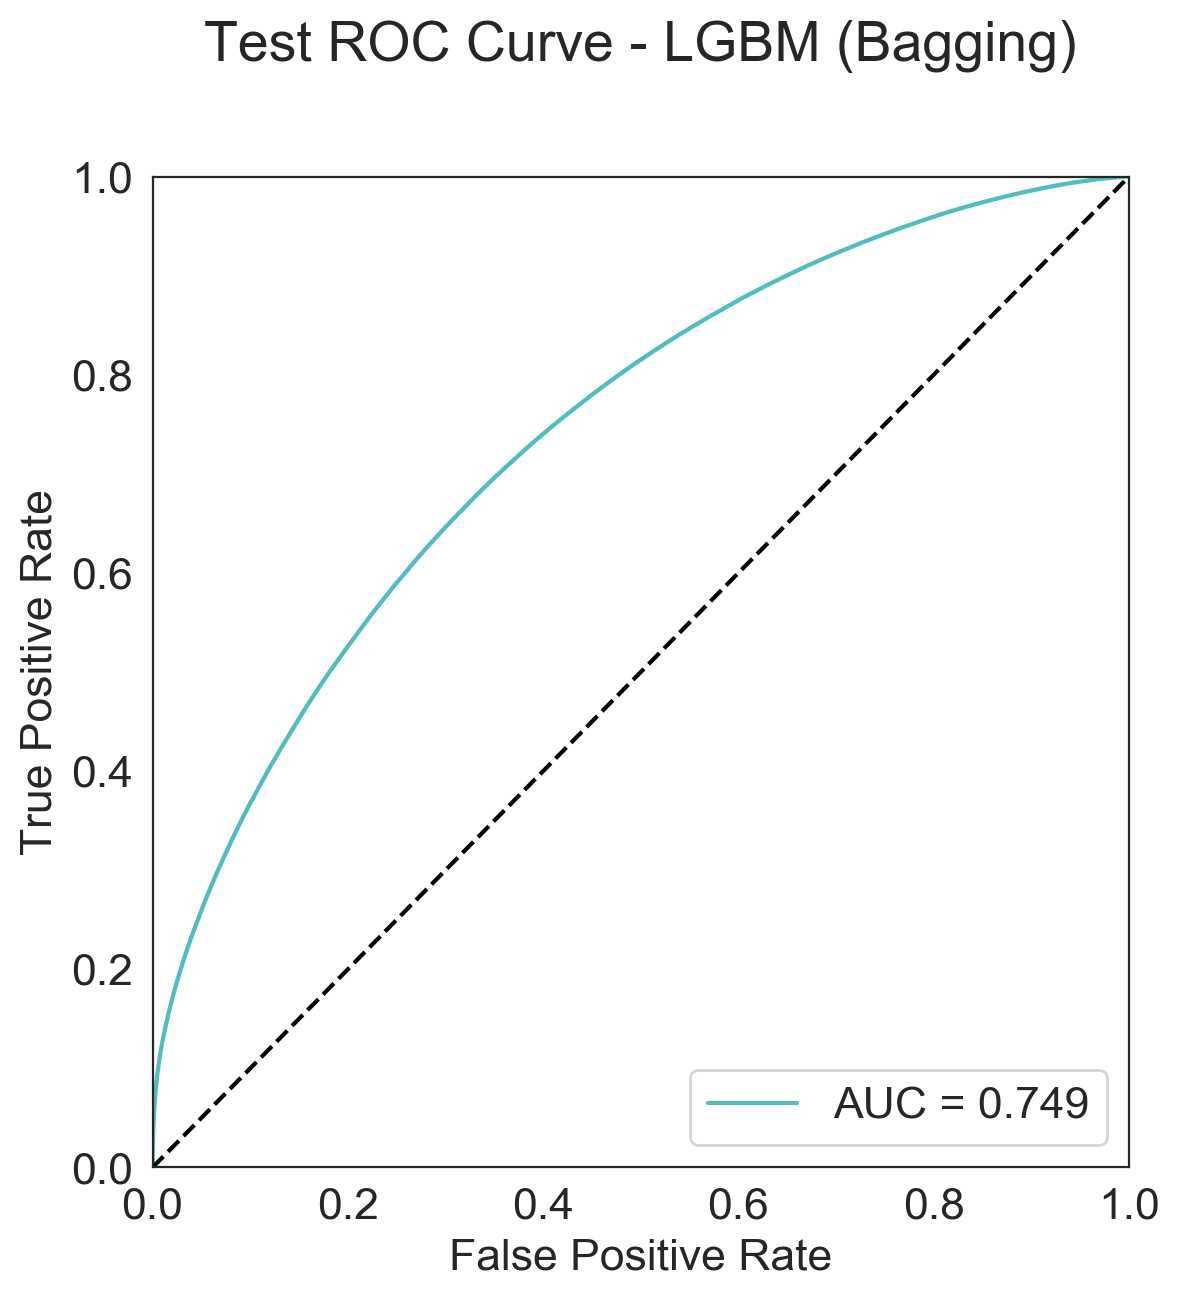 Test ROC Curve - LGBM (Bagging)
1.0
0.8
0.6
0.4
0.2
0.0
True Positive Rate
AUC = 0.749
0.0 0.2 0.4 0.6 0.8 1.0
False Positive Rate